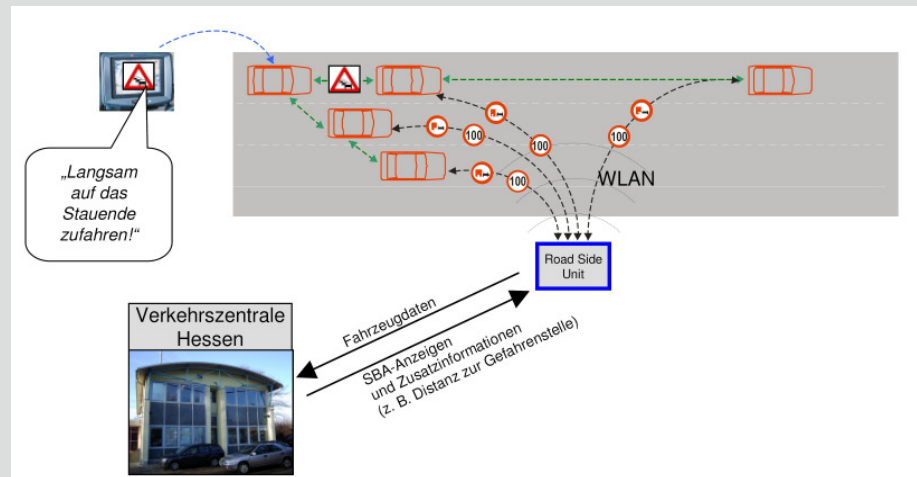 „Langsam
auf das
Stauende
zufahren!“
100
100
100
100
WLAN
Road Side
Unit
Verkehrszentrale
Hessen
Fahrzeugdaten
SBA-Anzeigen
und Zusatzinformationen
(z. B. Distanz zur Gefahrenstelle)